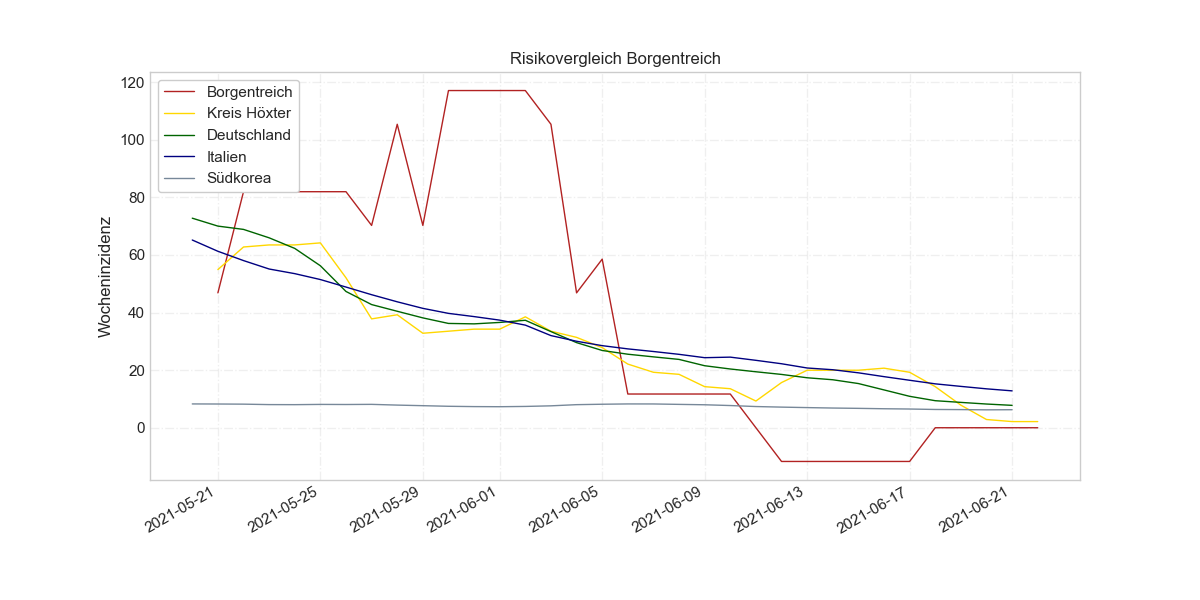 Risikovergleich Borgentreich
Wocheninzidenz
120
100
80
60
40
20
0
Borgentreich
Kreis Höxter
Deutschland
Italien
Südkorea
2021-05-21
2021-05-25
2021-05-29
2021-06-01
2021-06-05
2021-06-09
2021-06-13
2021-06-17
2021-06-21